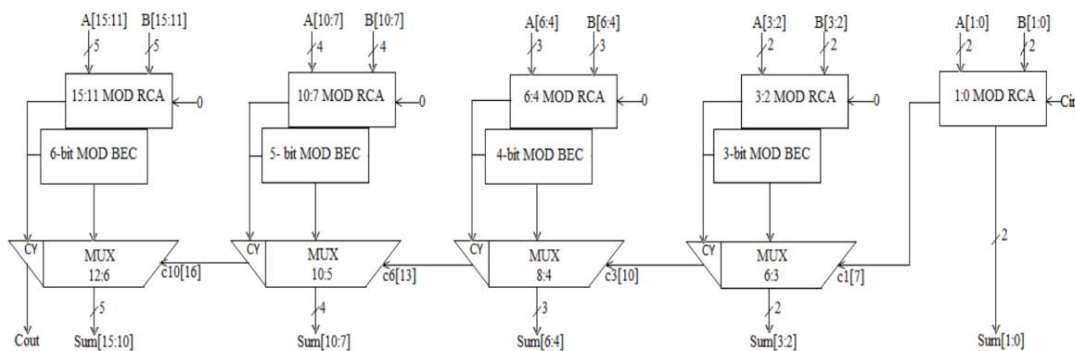 A[15:11] B[15:11] A[10:7] B[10:7] A[6:4] B[6:4] A[3:2] B[3:2] A[1:0] B[1:0]
5 5 4 4 3 3 2 2 2 2
15:11 MOD RCA 0 10:7 MOD RCA 0 6:4 MOD RCA 0 3:2 MOD RCA 0 1:0 MOD RCA Cin
6-bit MOD BEC 5- bit MOD BEC 4-bit MOD BEC 3-bit MOD BEC
CY MUX CY MUX CY MUX CY MUX 2
12:6 c10[16] 10:5 c6[13] 8:4 c3[10] 6:3 c1[7]
5 4 3 2
Cout Sum[15:10] Sum[10:7] Sum[6:4] Sum[3:2] Sum[1:0]